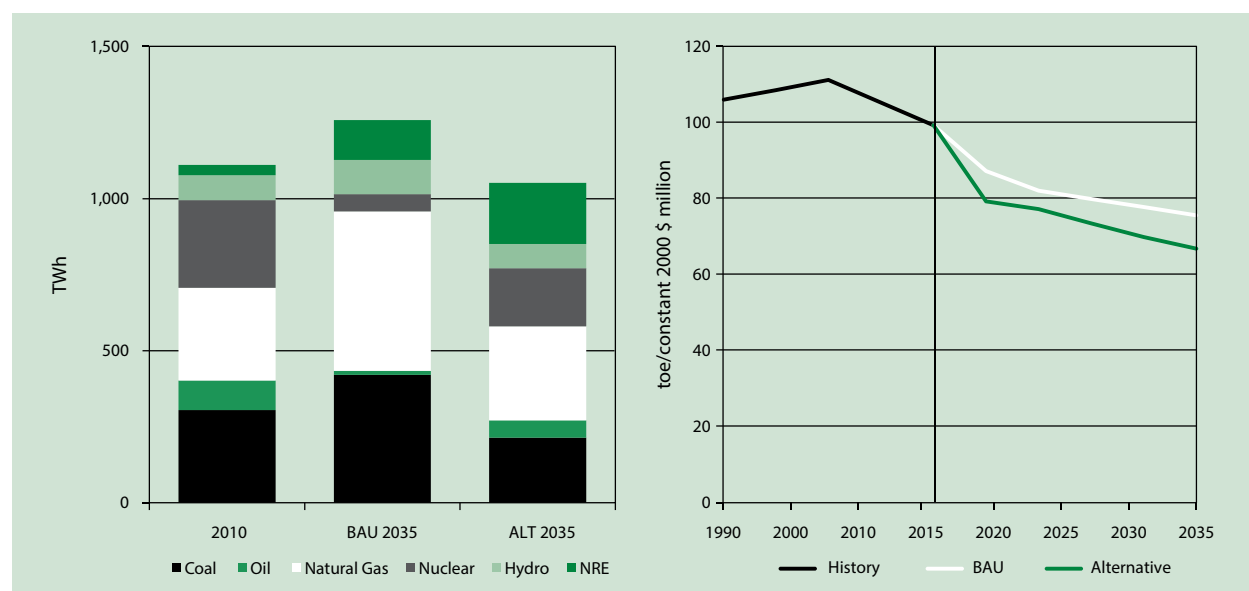 1,500
1,000
500
0
TWh
2010 BAU 2035 ALT 2035
Coal Oil Natural Gas Nuclear Hydro NRE
120
100
80
60
40
20
0
toe/constant 2000 $ million
1990 2000 2010 2015 2020 2025 2030 2035
History BAU Alternative